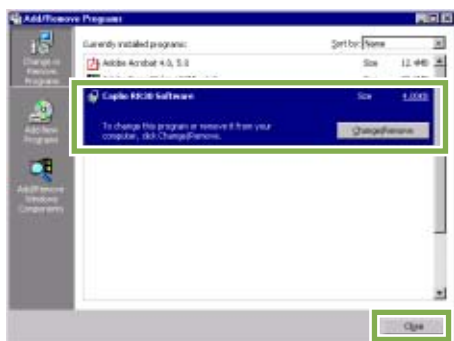 Add/Remove Programs
Change or
Remove
Programs
Add New
Programs
Add/Remove
Windows
Components
Currently installed programs:
Sort by: Name
Adobe Acrobat 4.0, 5.0
Size
Caplio RR30 Software
Size
To change this program or remove it from your
computer, click Change/Remove.
Change/Remove
Close